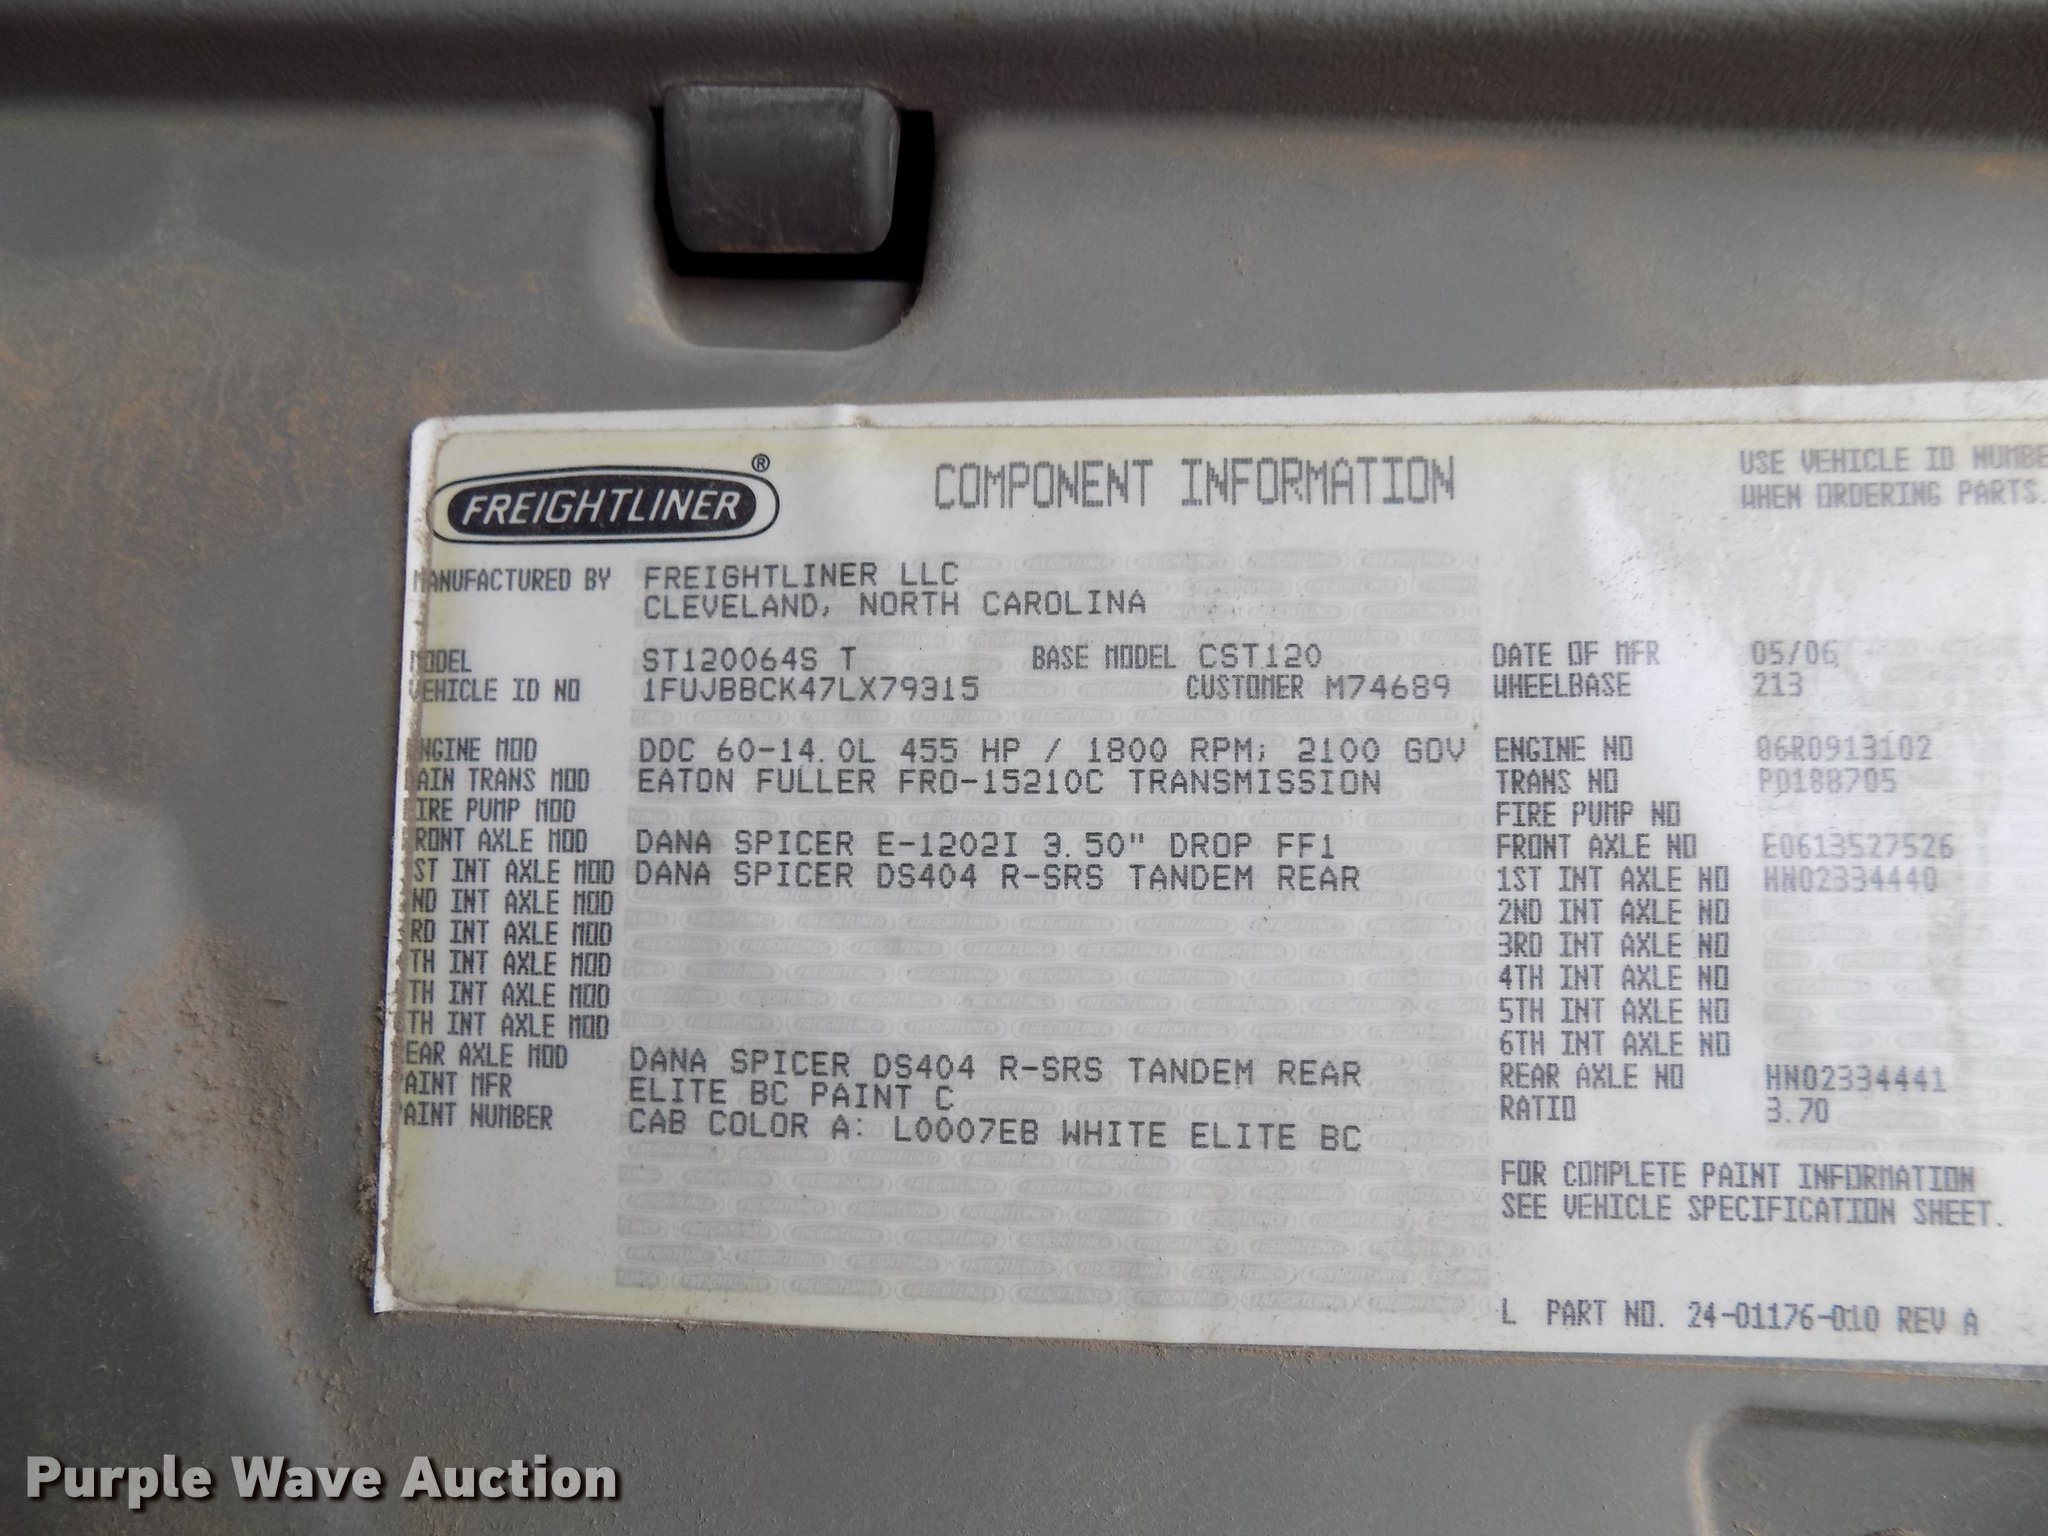 FREIGHTLINER ®
COMPONENT INFORMATION
USE VEHICLE ID NUMBE
WHEN ORDERING PARTS.
MANUFACTURED BY FREIGHTLINER LLC
CLEVELAND, NORTH CAROLINA
MODEL ST120064S T BASE MODEL CST120 DATE OF MFR 05/06
VEHICLE ID NO 1FUJBBCK47LX79315 CUSTOMER M74689 WHEELBASE 213
ENGINE MOD DDC 60-14.0L 455 HP / 1800 RPM; 2100 GOV ENGINE NO 06R0913102
AIN TRANS MOD EATON FULLER FRO-15210C TRANSMISSION TRANS NO PD188705
FIRE PUMP MOD FIRE PUMP NO
FRONT AXLE MOD DANA SPICER E-1202I 3.50" DROP FF1 FRONT AXLE NO E0613527526
ST INT AXLE MOD DANA SPICER DS404 R-SRS TANDEM REAR 1ST INT AXLE NO HN02334440
ND INT AXLE MOD 2ND INT AXLE NO
RD INT AXLE MOD 3RD INT AXLE NO
TH INT AXLE MOD 4TH INT AXLE NO
TH INT AXLE MOD 5TH INT AXLE NO
TH INT AXLE MOD 6TH INT AXLE NO
EAR AXLE MOD DANA SPICER DS404 R-SRS TANDEM REAR REAR AXLE NO HN02334441
AINT MFR ELITE BC PAINT C RATIO 3.70
PAINT NUMBER CAB COLOR A: L0007EB WHITE ELITE BC
FOR COMPLETE PAINT INFORMATION
SEE VEHICLE SPECIFICATION SHEET.
L PART NO. 24-01176-010 REV A
Purple Wave Auction